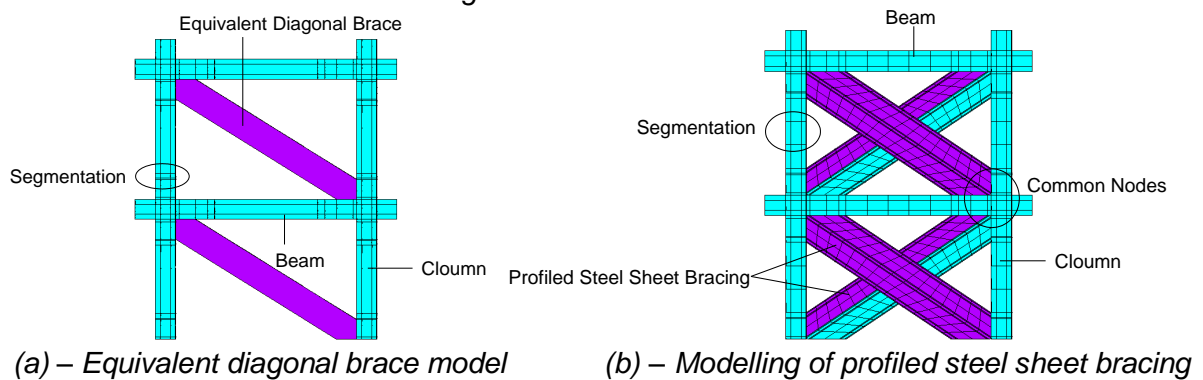 Equivalent Diagonal Brace
Segmentation
Beam
Cloumn
(a) – Equivalent diagonal brace model
Beam
Segmentation
Common Nodes
Profiled Steel Sheet Bracing
Cloumn
(b) – Modelling of profiled steel sheet bracing